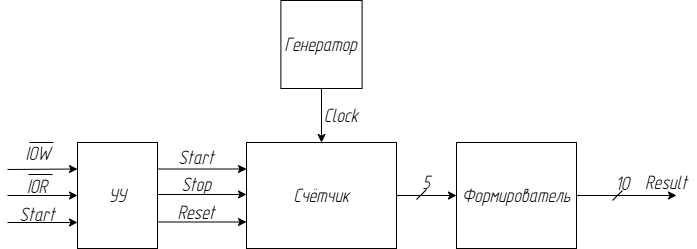 Генератор
Clock
IOW
IOR
Start
УУ
Start
Stop
Reset
Счётчик
5
Формирователь
10 Result